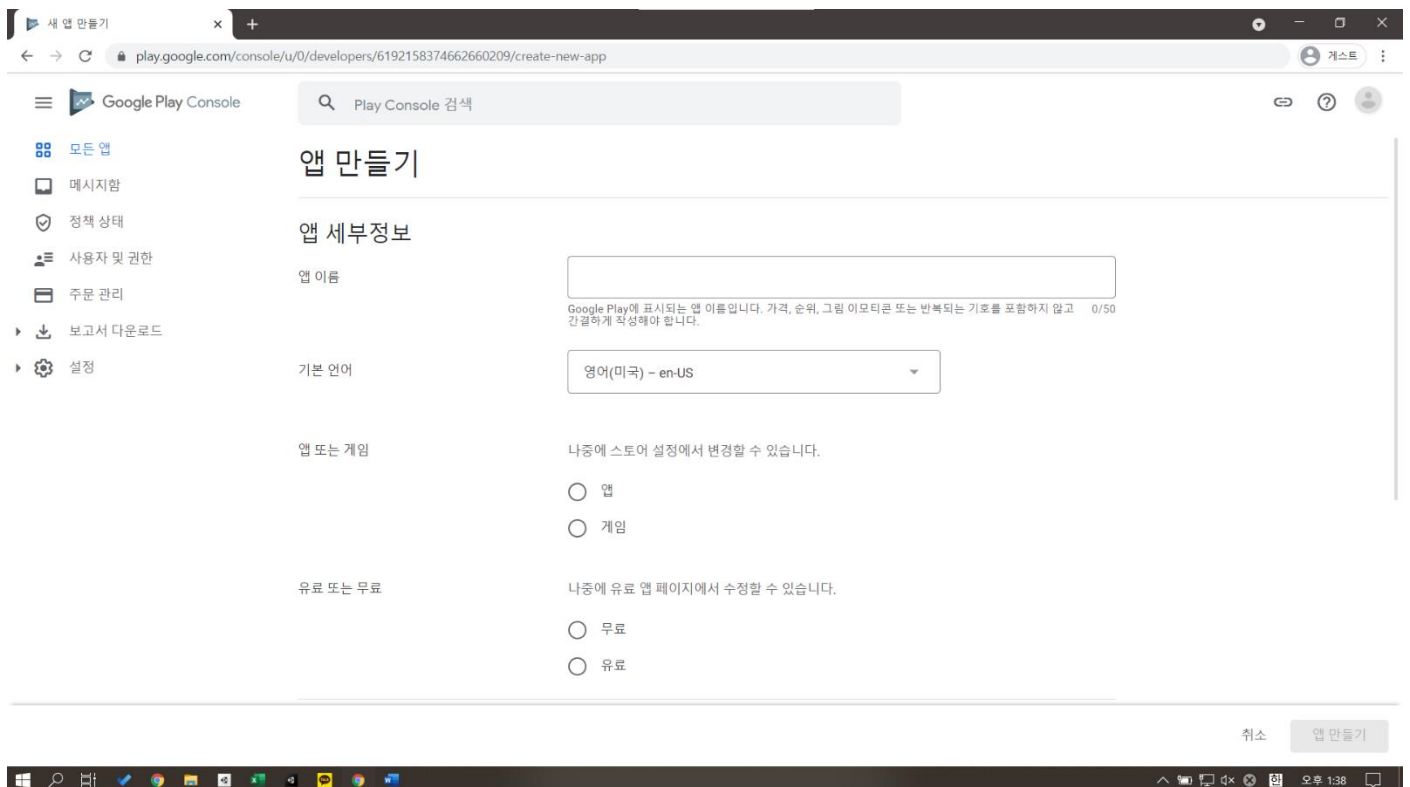 새 앱 만들기
play.google.com/console/u/0/developers/6192158374662660209/create-new-app
게스트
Google Play Console
Play Console 검색
모든 앱
메시지함
정책 상태
사용자 및 권한
주문 관리
보고서 다운로드
설정
앱 만들기
앱 세부정보
앱 이름
Google Play에 표시되는 앱 이름입니다. 가격, 순위, 그림 이모티콘 또는 반복되는 기호를 포함하지 않고 0/50
간결하게 작성해야 합니다.
기본 언어
영어(미국) – en-US
앱 또는 게임
나중에 스토어 설정에서 변경할 수 있습니다.
앱
게임
유료 또는 무료
나중에 유료 앱 페이지에서 수정할 수 있습니다.
무료
유료
취소
앱 만들기
한
오후 1:38